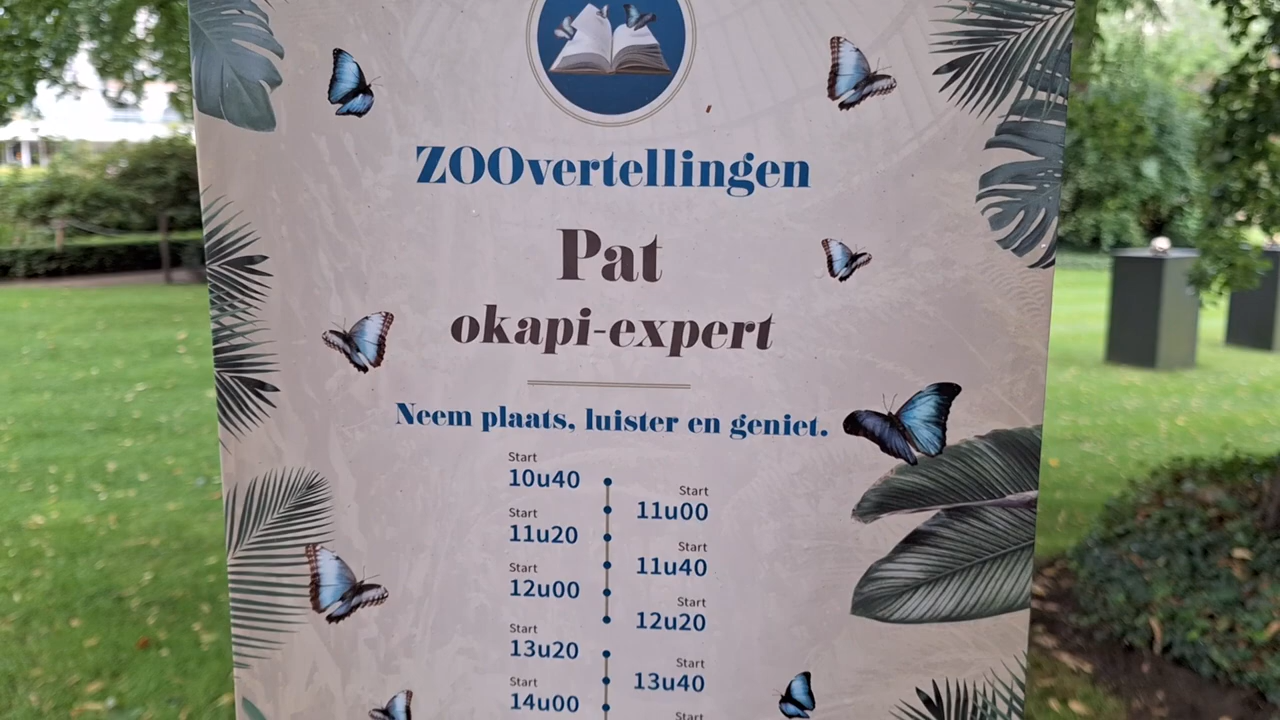 ZOOvertellingen
Pat
okapi-expert
Neem plaats, luister en geniet.
Start
10u40
Start
11u00
Start
11u20
Start
11u40
Start
12u00
Start
12u20
Start
13u20
Start
13u40
Start
14u00
Start